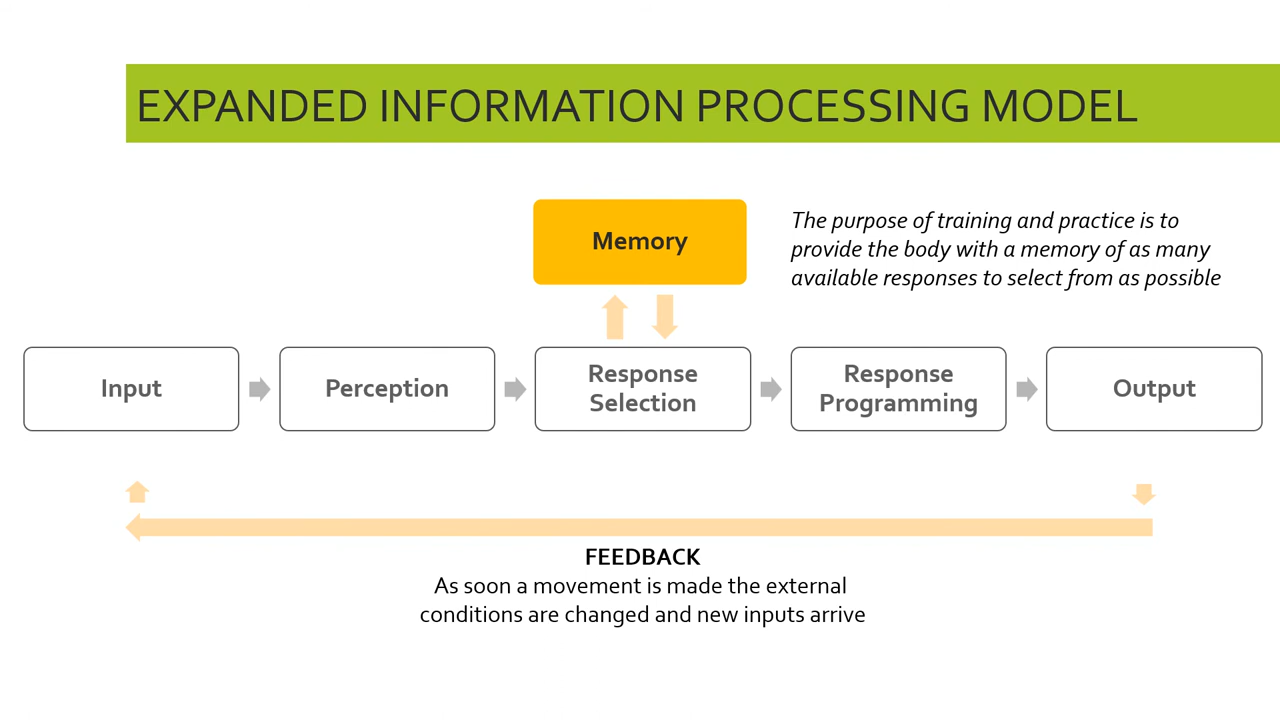 EXPANDED INFORMATION PROCESSING MODEL
Memory
The purpose of training and practice is to
provide the body with a memory of as many
available responses to select from as possible
Input
Perception
Response
Selection
Response
Programming
Output
FEEDBACK
As soon a movement is made the external
conditions are changed and new inputs arrive